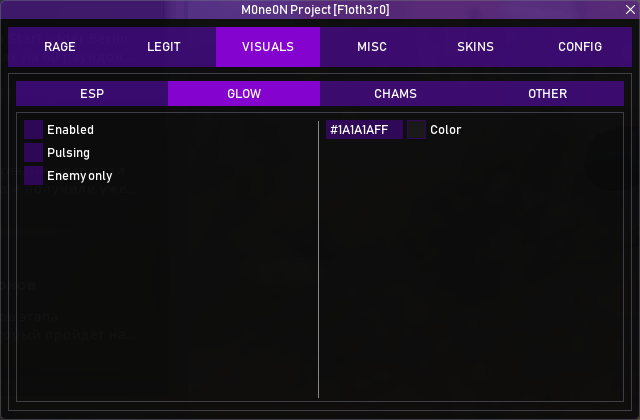 M0ne0N Project [F1oth3r0]
RAGE LEGIT VISUALS MISC SKINS CONFIG
ESP GLOW CHAMS OTHER
Enabled
#1A1A1AFF Color
Pulsing
Enemy only